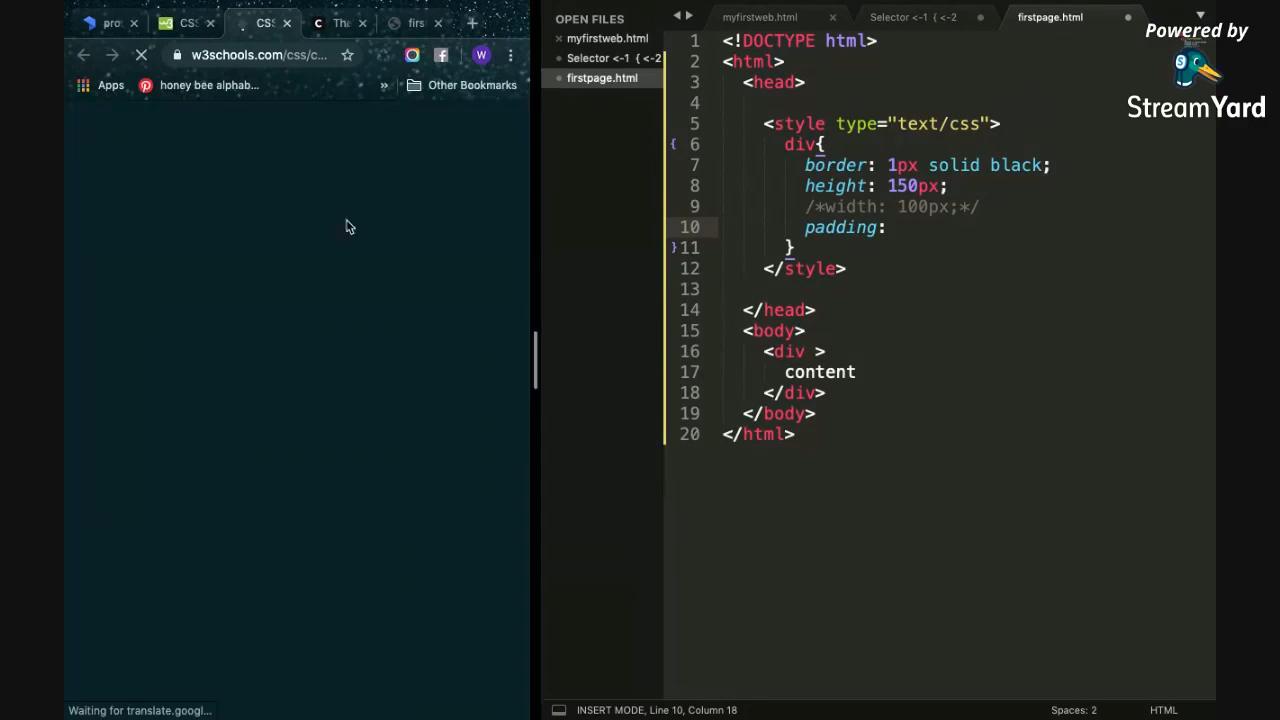 pro
CS
CS
Th
firs
w3schools.com/css/c...
W
Apps
honey bee alphab...
»
Other Bookmarks
Waiting for translate.googl...
OPEN FILES
myfirstweb.html
Selector <-1 { <-2
firstpage.html
myfirstweb.html
Selector <-1 { <-2
firstpage.html
1 <!DOCTYPE html>
2 <html>
3 <head>
4
5 <style type="text/css">
{ 6 div{
7 border: 1px solid black;
8 height: 150px;
9 /*width: 100px;*/
10 padding:
} 11 }
12 </style>
13
14 </head>
15 <body>
16 <div >
17 content
18 </div>
19 </body>
20 </html>
INSERT MODE, Line 10, Column 18
Spaces: 2
HTML
Powered by
StreamYard